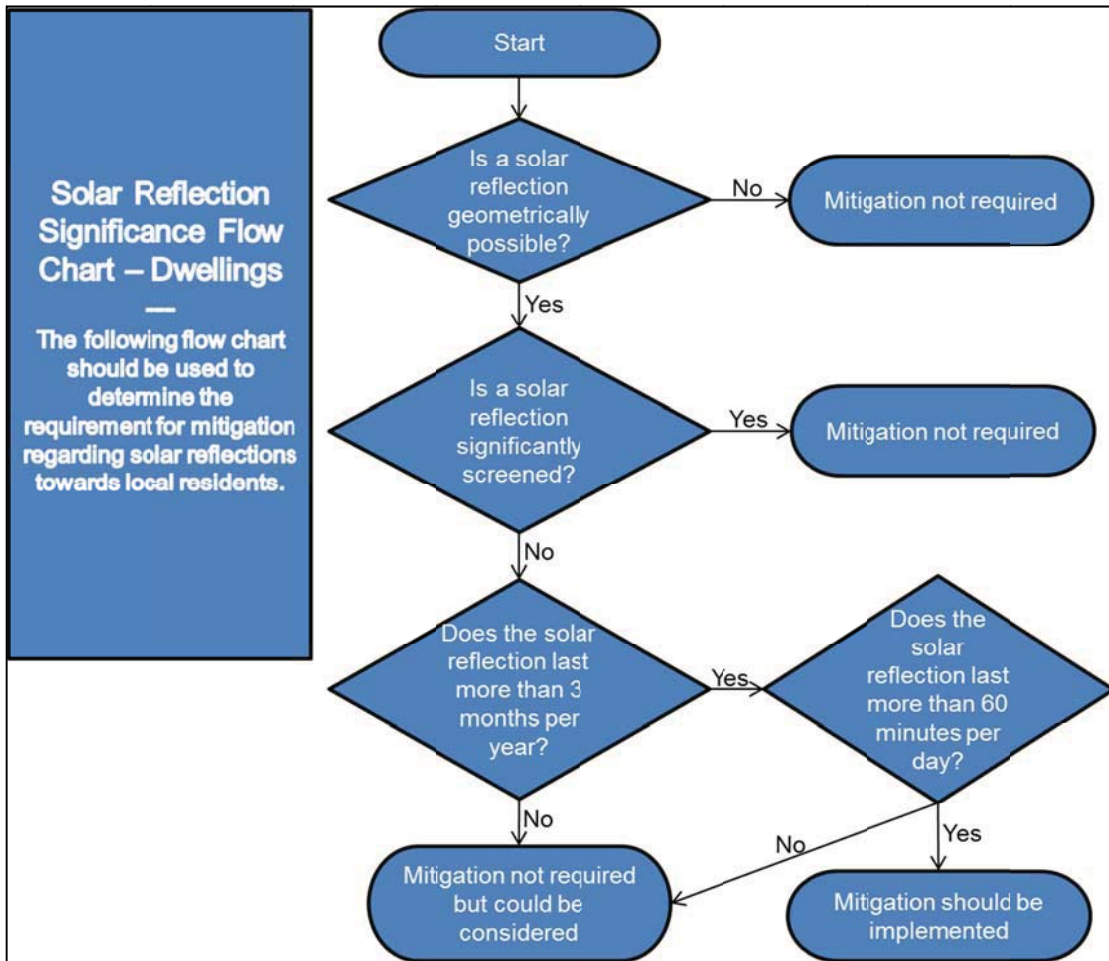 Solar Reflection
Significance Flow
Chart – Dwellings
—
The following flow chart
should be used to
determine the
requirement for mitigation
regarding solar reflections
towards local residents.
Start
Is a solar
reflection
geometrically
possible?
No
Mitigation not required
Yes
Is a solar
reflection
significantly
screened?
Yes
Mitigation not required
No
Does the solar
reflection last
more than 3
months per
year?
Yes
Does the
solar
reflection last
more than 60
minutes per
day?
No
No
Yes
Mitigation not required
but could be
considered
Mitigation should be
implemented